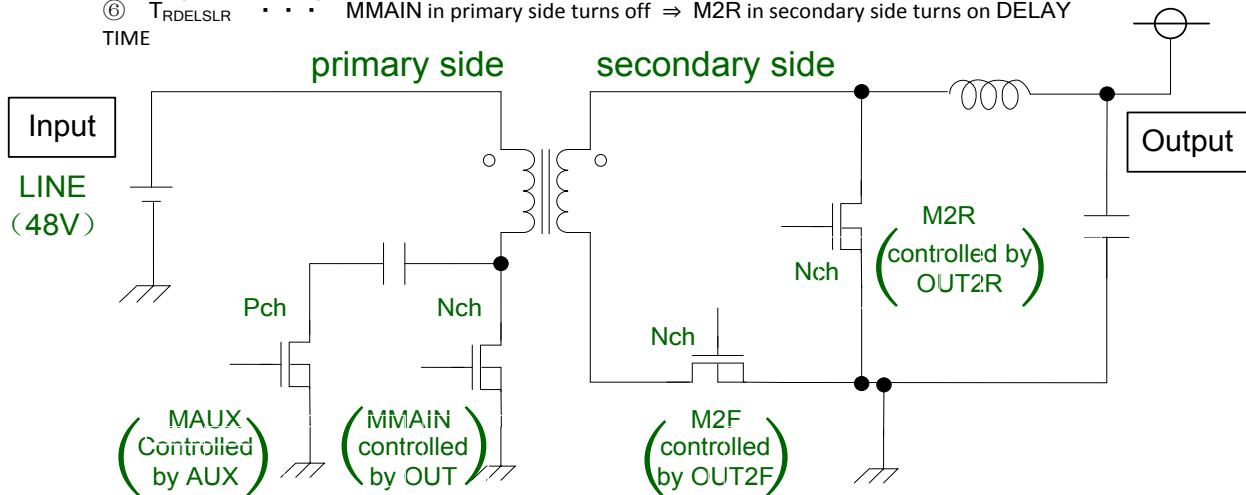 ⑥ TRDELSLR ・・・ MMAIN in primary side turns off ⇒ M2R in secondary side turns on DELAY
TIME
primary side
secondary side
Input
Output
LINE
（48V）
M2R
controlled by
OUT2R
Nch
Pch
Nch
Nch
MAUX
Controlled
by AUX
MMAIN
controlled
by OUT
M2F
controlled
by OUT2F